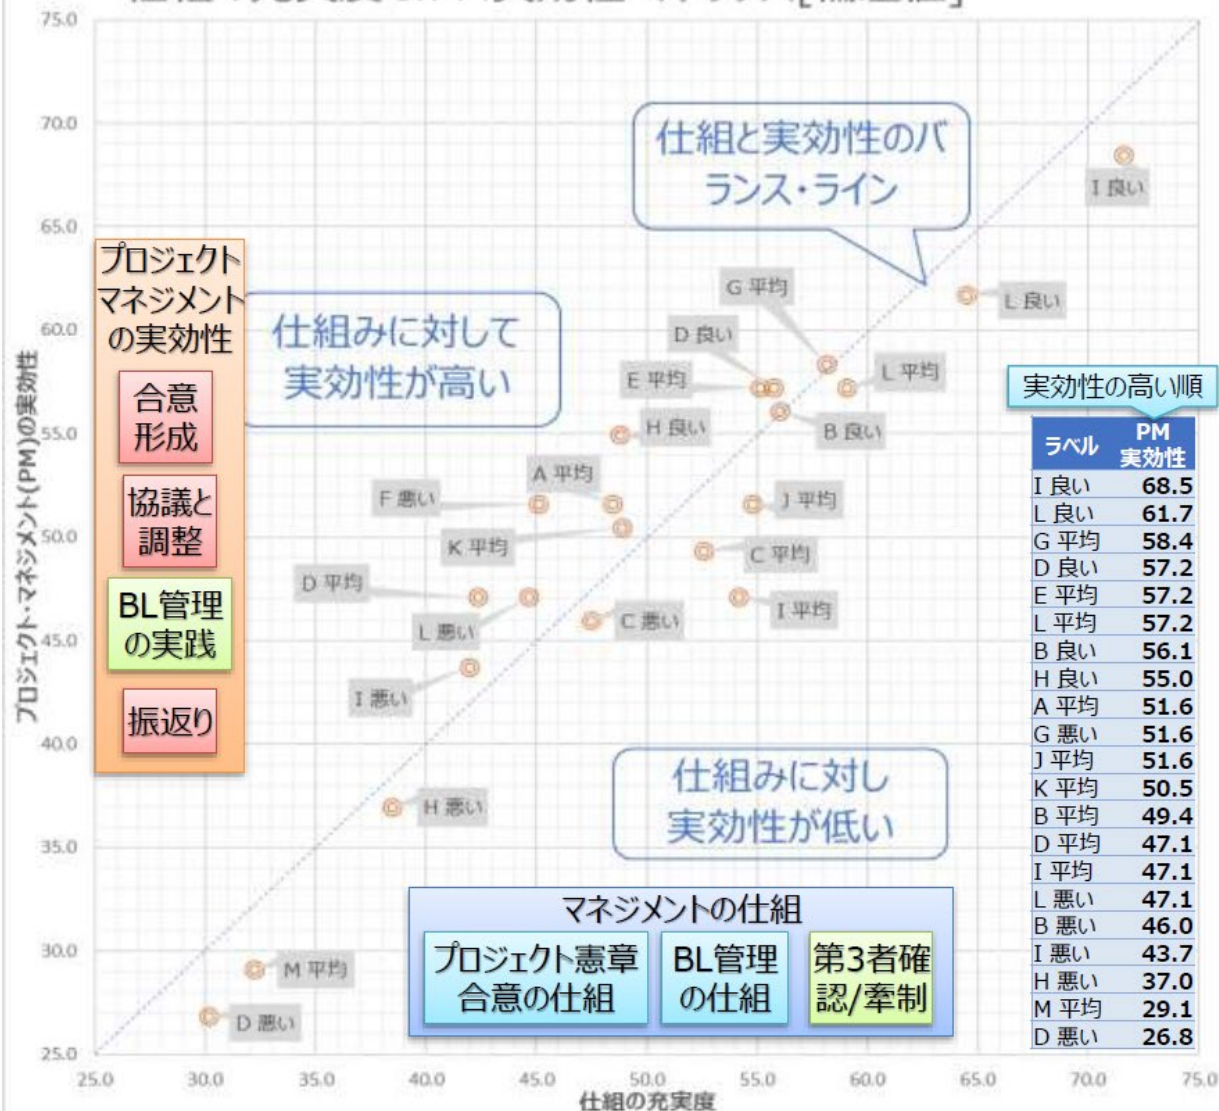 75.0
70.0
65.0
60.0
55.0
50.0
45.0
40.0
35.0
30.0
25.0
プロジェクト・マネジメント(PM)の実効性
プロジェクト
マネジメント
の実効性
合意
形成
協議と
調整
BL管理
の実践
振返り
仕組みに対して
実効性が高い
仕組と実効性のバ
ランス・ライン
I 良い
L 良い
G 平均
D 良い
E 平均
L 平均
H 良い
B 良い
A 平均
F 悪い
J 平均
K 平均
C 平均
D 平均
I 平均
L 悪い
C 悪い
I 悪い
H 悪い
M 平均
D 悪い
仕組みに対し
実効性が低い
マネジメントの仕組
プロジェクト憲章
合意の仕組
BL管理
の仕組
第3者確
認/牽制
実効性の高い順
ラベル PM
実効性
I 良い 68.5
L 良い 61.7
G 平均 58.4
D 良い 57.2
E 平均 57.2
L 平均 57.2
B 良い 56.1
H 良い 55.0
A 平均 51.6
G 悪い 51.6
J 平均 51.6
K 平均 50.5
B 平均 49.4
D 平均 47.1
I 平均 47.1
L 悪い 47.1
B 悪い 46.0
I 悪い 43.7
H 悪い 37.0
M 平均 29.1
D 悪い 26.8
25.0 30.0 35.0 40.0 45.0 50.0 55.0 60.0 65.0 70.0 75.0
仕組の充実度